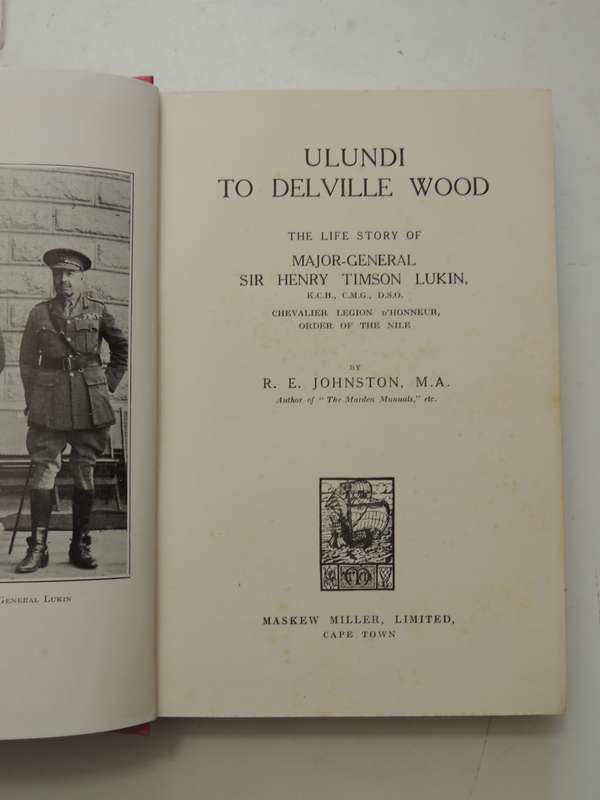 General Lukin
ULUNDI
TO DELVILLE WOOD
THE LIFE STORY OF
MAJOR-GENERAL
SIR HENRY TIMSON LUKIN,
K.C.B., C.M.G., D.S.O.
CHEVALIER LEGION D'HONNEUR,
ORDER OF THE NILE
BY
R. E. JOHNSTON, M.A.
Author of "The Marden Manuals," etc.
MASKEW MILLER, LIMITED,
CAPE TOWN